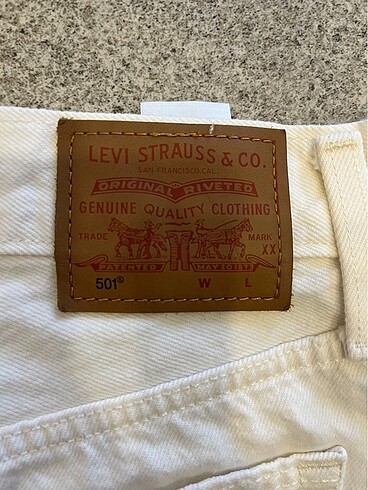 LEVI STRAUSS & CO.
SAN FRANCISCO, CAL.
ORIGINAL RIVETED
GENUINE QUALITY CLOTHING
TRADE MARK
XX
PATENTED MAY 20 1873
501® W L